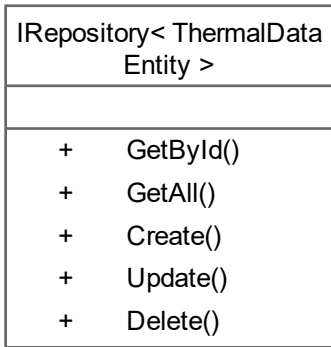 IRepository< ThermalData
Entity >
+ GetById()
+ GetAll()
+ Create()
+ Update()
+ Delete()